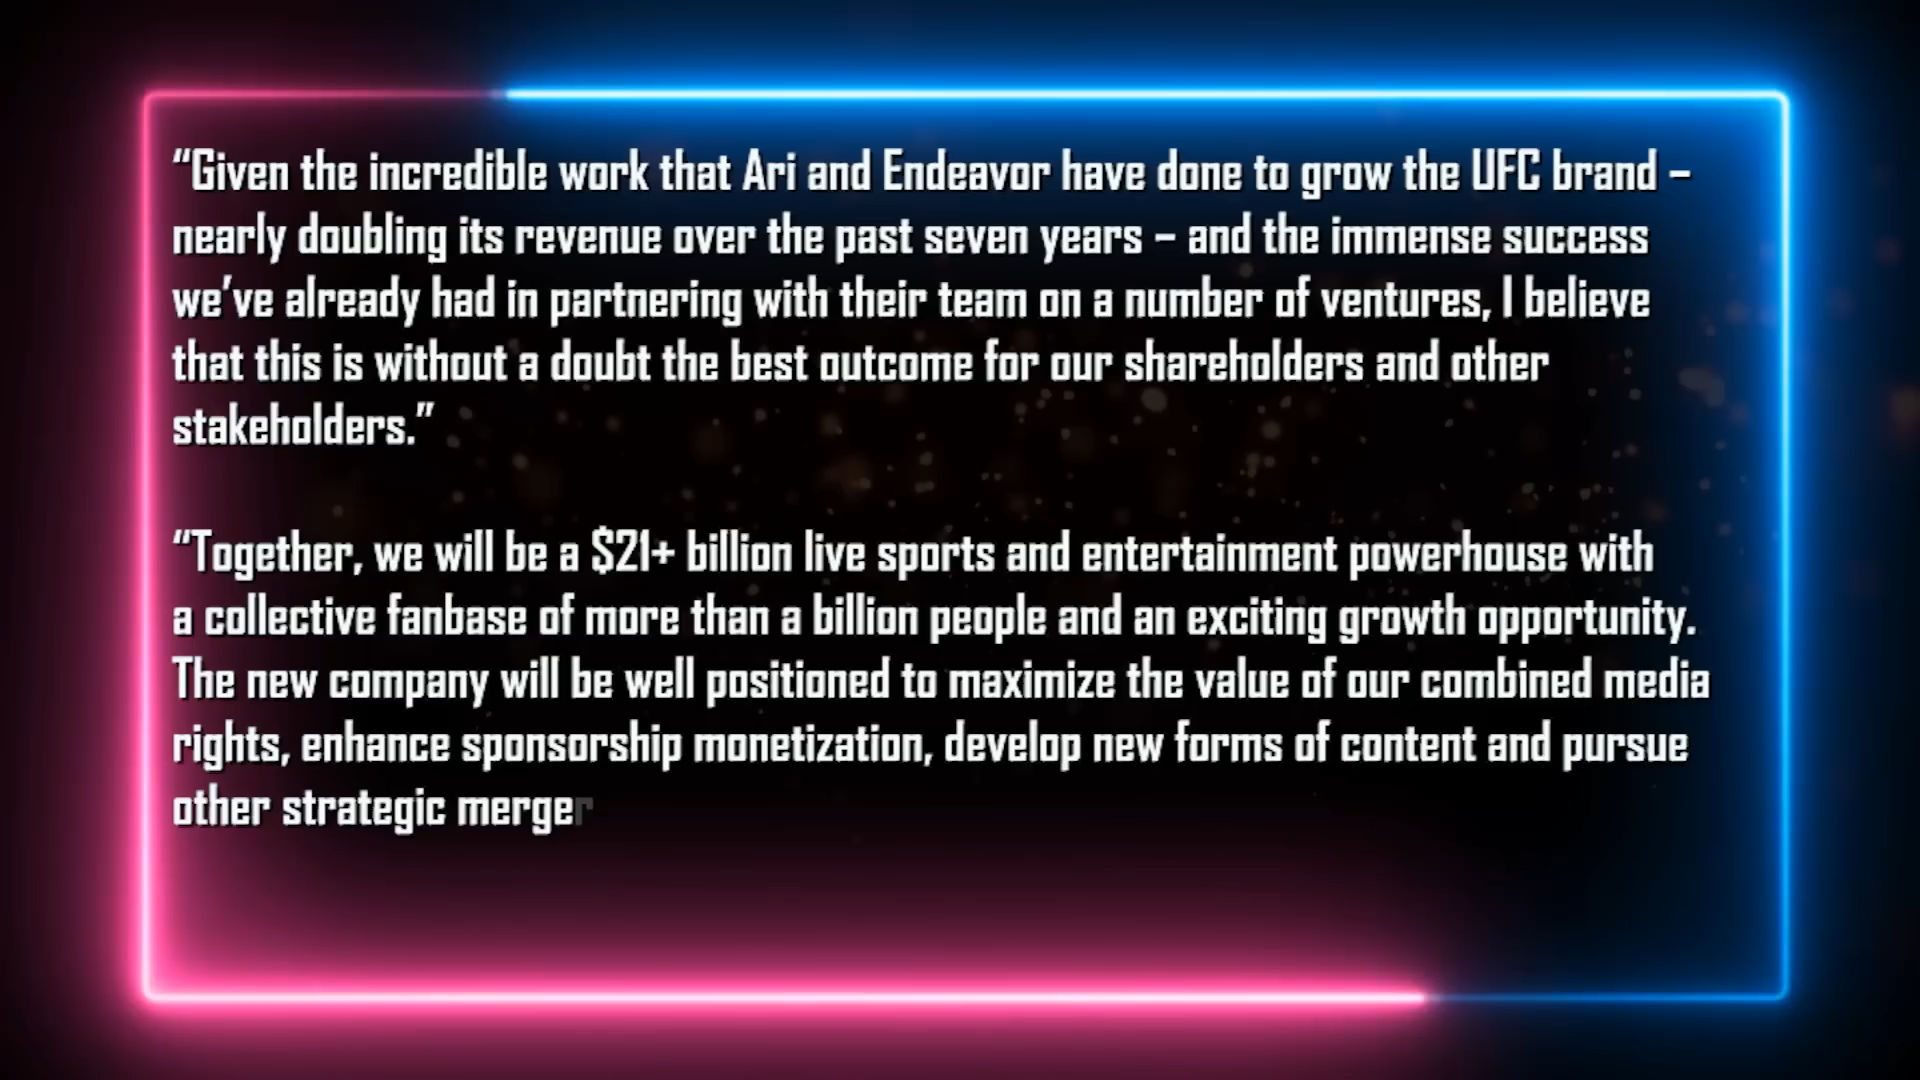 “Given the incredible work that Ari and Endeavor have done to grow the UFC brand –
nearly doubling its revenue over the past seven years – and the immense success
we’ve already had in partnering with their team on a number of ventures, I believe
that this is without a doubt the best outcome for our shareholders and other
stakeholders.”
“Together, we will be a $21+ billion live sports and entertainment powerhouse with
a collective fanbase of more than a billion people and an exciting growth opportunity.
The new company will be well positioned to maximize the value of our combined media
rights, enhance sponsorship monetization, develop new forms of content and pursue
other strategic merger